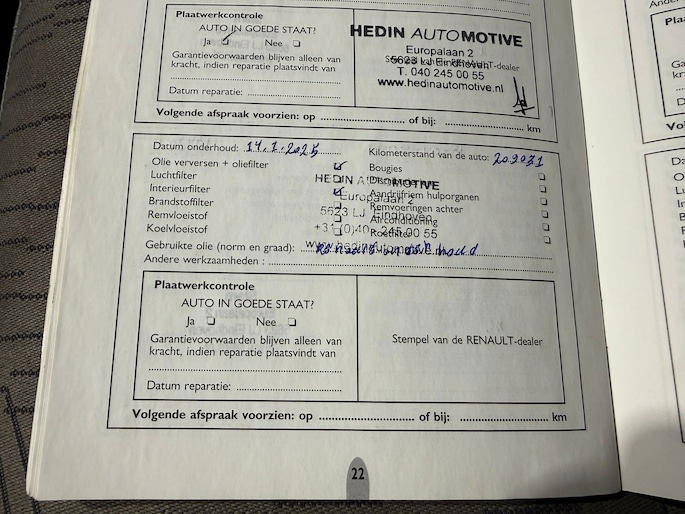 Plaatwerkcontrole
AUTO IN GOEDE STAAT?
Ja Nee
Garantievoorwaarden blijven alleen van
kracht, indien reparatie plaatsvindt van
Datum reparatie:
HEDIN AUTOMOTIVE
Europalaan 2
5623 LJ Eindhoven
RENAULT-dealer
T. 040 245 00 55
www.hedinautomotive.nl
Volgende afspraak voorzien: op of bij: km
Datum onderhoud: 14.1.2025 Kilometerstand van de auto: 209031
Olie verversen + oliefilter Bougies
Luchtfilter
Interieurfilter Aandrijfriem hulporganen
Brandstoffilter Remvoeringen achter
Remvloeistof Airconditioning
Koelvloeistof
HEDIN AUTOMOTIVE
Europalaan 2
5623 LJ Eindhoven
+31 (0)40 - 245 00 55
Gebruikte olie (norm en graad):
Andere werkzaamheden :
Plaatwerkcontrole
AUTO IN GOEDE STAAT?
Ja Nee
Garantievoorwaarden blijven alleen van
kracht, indien reparatie plaatsvindt van
Datum reparatie:
Stempel van de RENAULT-dealer
Volgende afspraak voorzien: op of bij: km
22